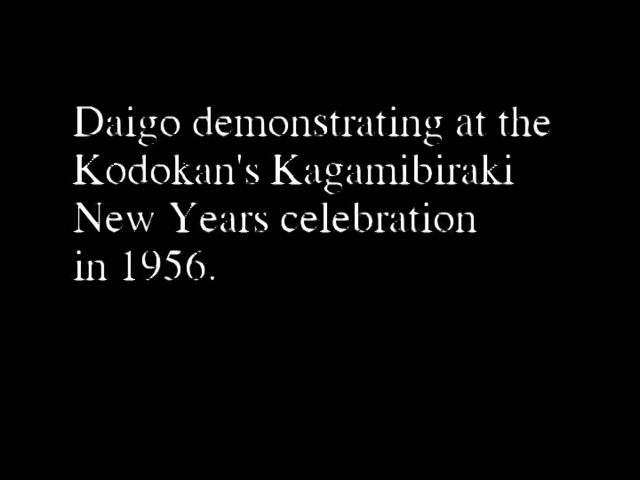 Daigo demonstrating at the
Kodokan's Kagamibiraki
New Years celebration
in 1956.